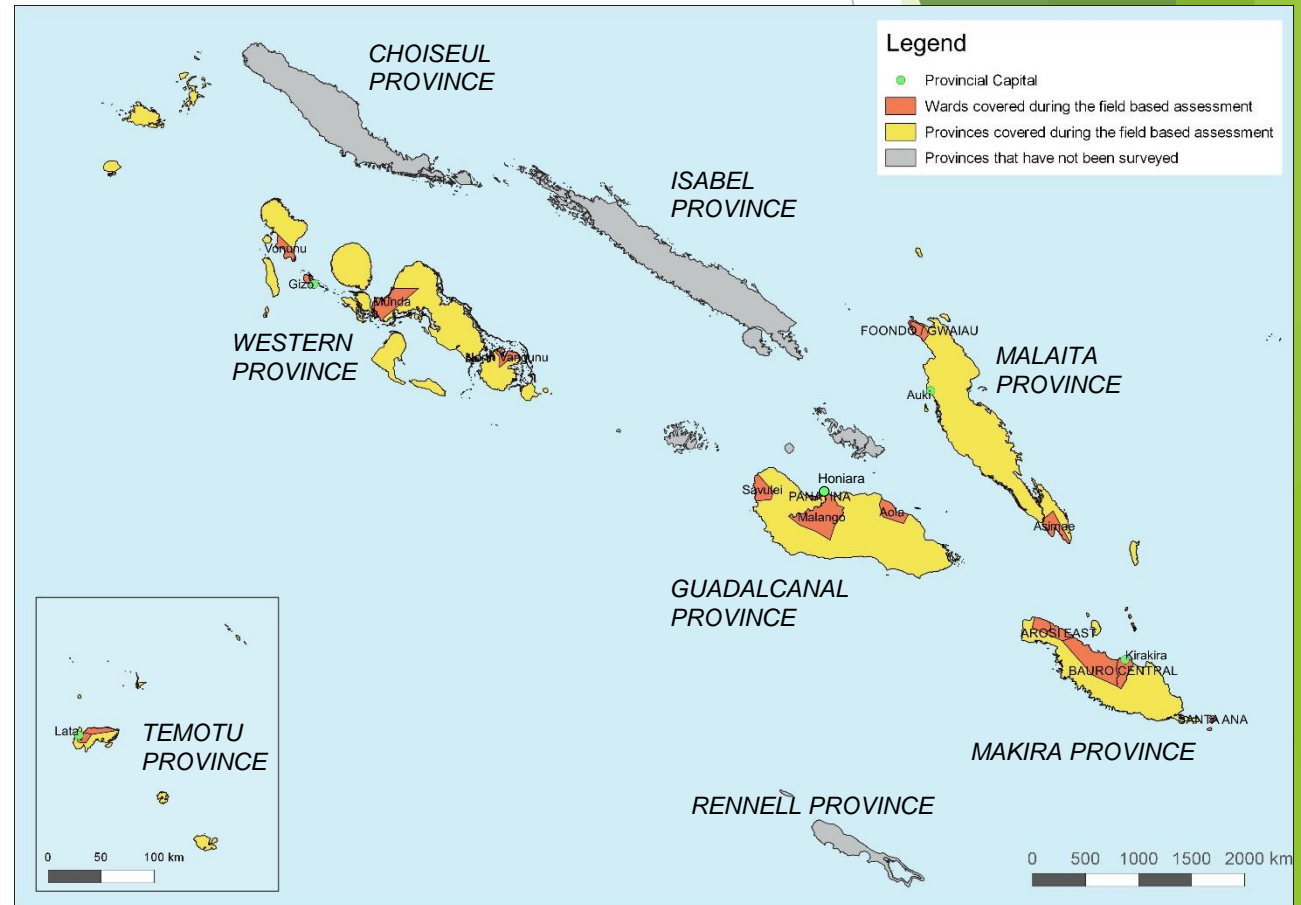 CHOISEUL
PROVINCE
Legend
Provincial Capital
Wards covered during the field based assessment
Provinces covered during the field based assessment
Provinces that have not been surveyed
ISABEL
PROVINCE
Vonunu
Gizo
Munda
WESTERN
PROVINCE
North Vangunu
FOONDO / GWAIAU
MALAITA
PROVINCE
Auki
Honiara
Savulei
PANATINA
Malango
Aola
Asimae
GUADALCANAL
PROVINCE
AROSI EAST
Kirakira
BAURO CENTRAL
SANTA ANA
MAKIRA PROVINCE
Lata
TEMOTU
PROVINCE
RENNELL PROVINCE
0 50 100 km
0 500 1000 1500 2000 km